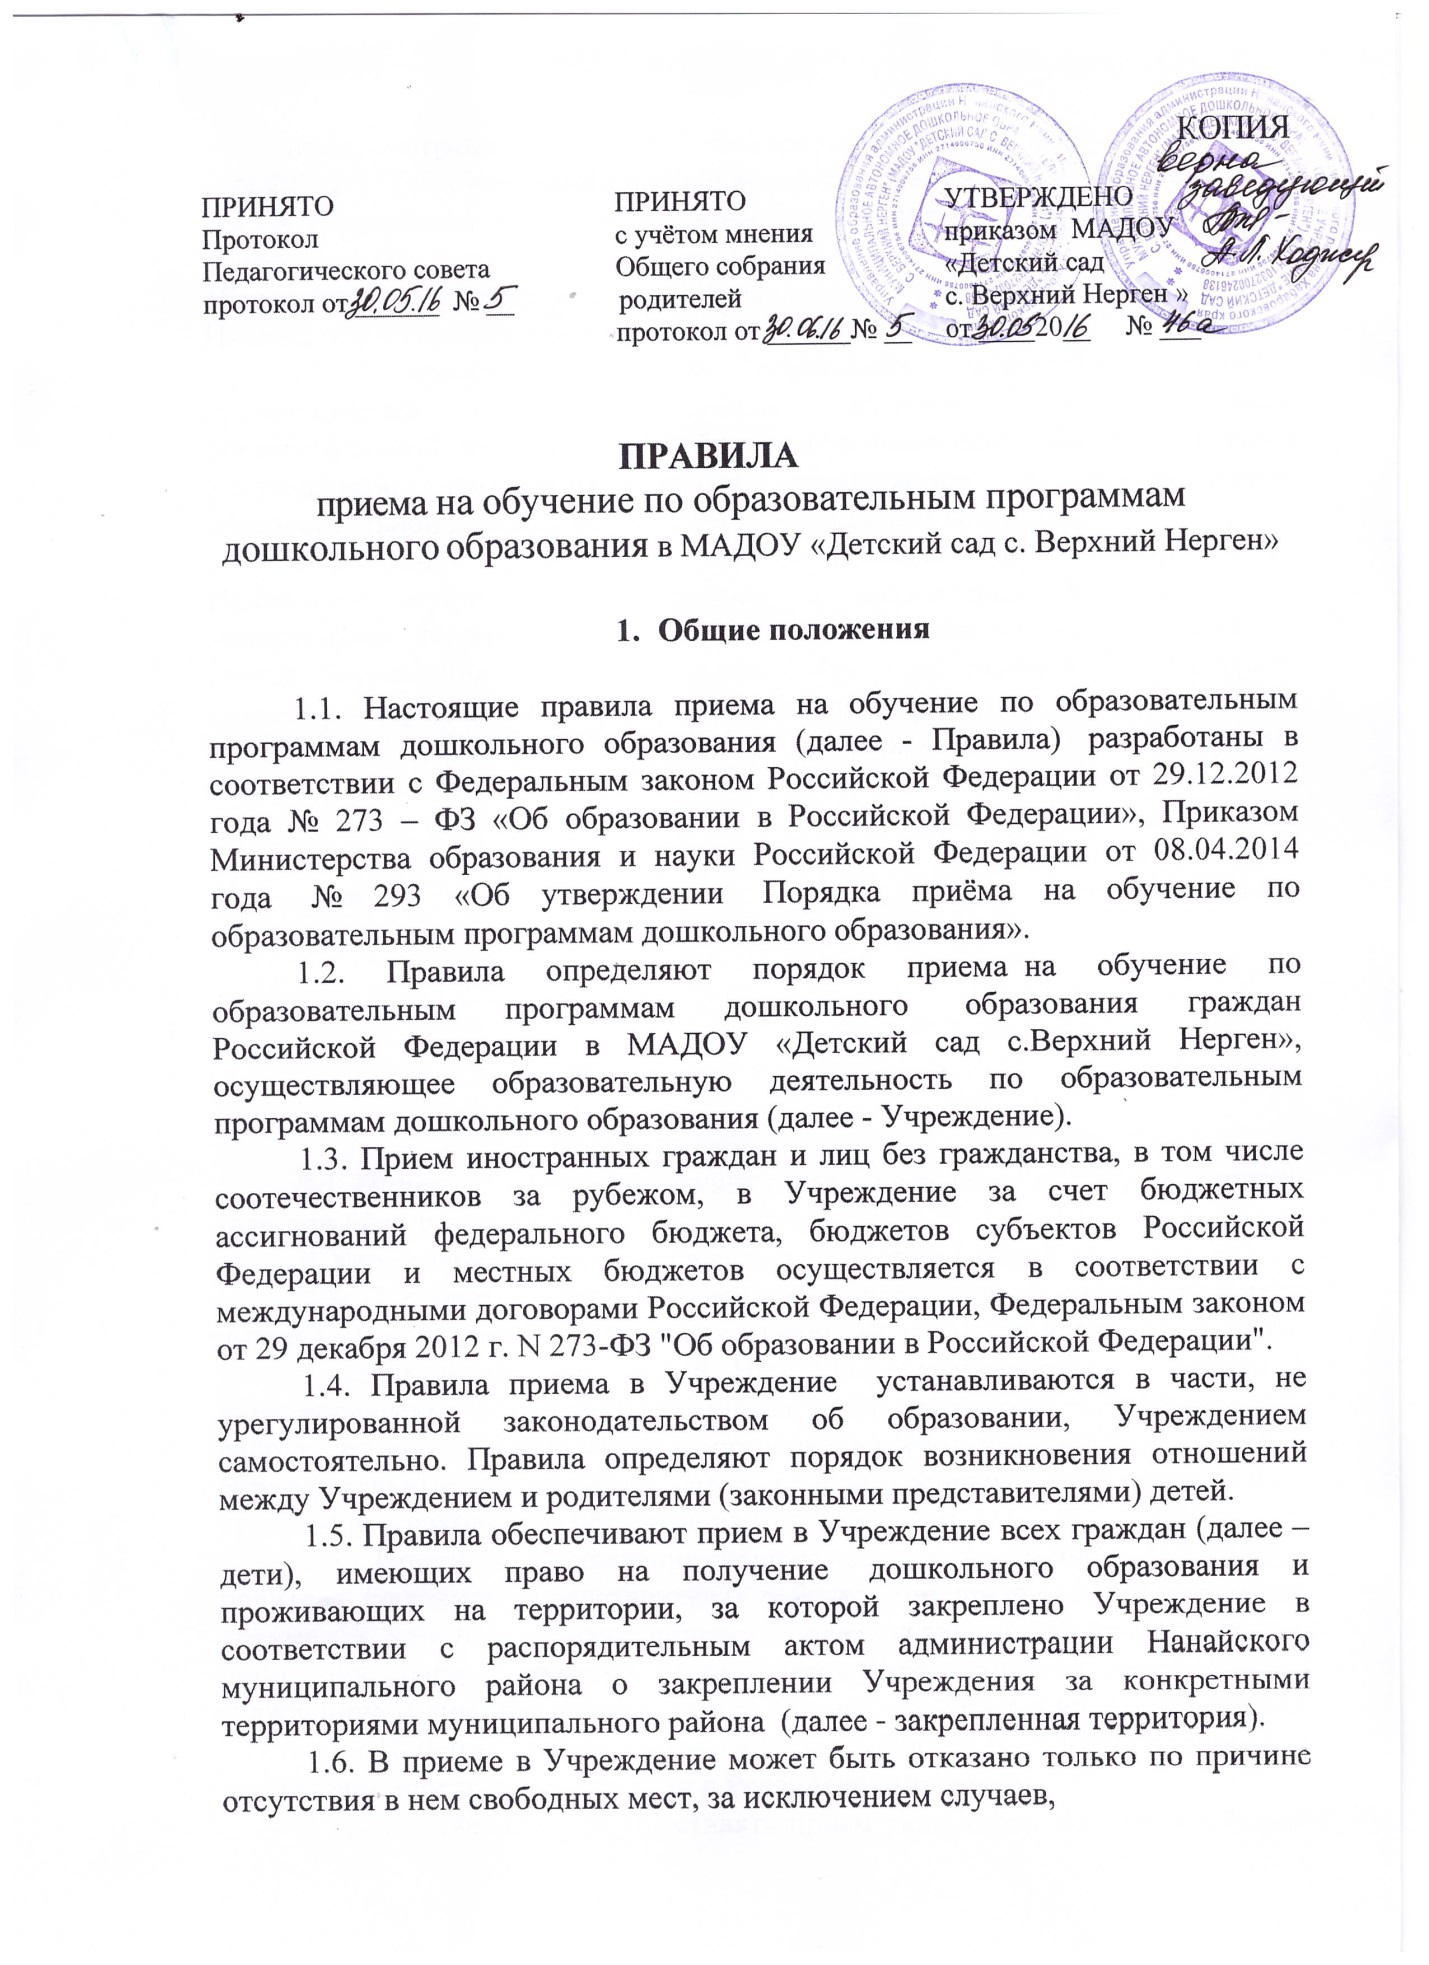 КОПИЯ
верна
заведующий
А.Л. Ходжер
ПРИНЯТО
Протокол
Педагогического совета
протокол от 30.05.16 № 5
ПРИНЯТО
с учётом мнения
Общего собрания
родителей
протокол от 30.06.16 № 5
УТВЕРЖДЕНО
приказом МАДОУ
«Детский сад
с. Верхний Нерген »
от 30.05 2016 № 46а
ПРАВИЛА
приема на обучение по образовательным программам
дошкольного образования в МАДОУ «Детский сад с. Верхний Нерген»
1. Общие положения
1.1. Настоящие правила приема на обучение по образовательным
программам дошкольного образования (далее - Правила) разработаны в
соответствии с Федеральным законом Российской Федерации от 29.12.2012
года № 273 – ФЗ «Об образовании в Российской Федерации», Приказом
Министерства образования и науки Российской Федерации от 08.04.2014
года № 293 «Об утверждении Порядка приёма на обучение по
образовательным программам дошкольного образования».
1.2. Правила определяют порядок приема на обучение по
образовательным программам дошкольного образования граждан
Российской Федерации в МАДОУ «Детский сад с.Верхний Нерген»,
осуществляющее образовательную деятельность по образовательным
программам дошкольного образования (далее - Учреждение).
1.3. Прием иностранных граждан и лиц без гражданства, в том числе
соотечественников за рубежом, в Учреждение за счет бюджетных
ассигнований федерального бюджета, бюджетов субъектов Российской
Федерации и местных бюджетов осуществляется в соответствии с
международными договорами Российской Федерации, Федеральным законом
от 29 декабря 2012 г. N 273-ФЗ "Об образовании в Российской Федерации".
1.4. Правила приема в Учреждение устанавливаются в части, не
урегулированной законодательством об образовании, Учреждением
самостоятельно. Правила определяют порядок возникновения отношений
между Учреждением и родителями (законными представителями) детей.
1.5. Правила обеспечивают прием в Учреждение всех граждан (далее –
дети), имеющих право на получение дошкольного образования и
проживающих на территории, за которой закреплено Учреждение в
соответствии с распорядительным актом администрации Нанайского
муниципального района о закреплении Учреждения за конкретными
территориями муниципального района (далее - закрепленная территория).
1.6. В приеме в Учреждение может быть отказано только по причине
отсутствия в нем свободных мест, за исключением случаев,